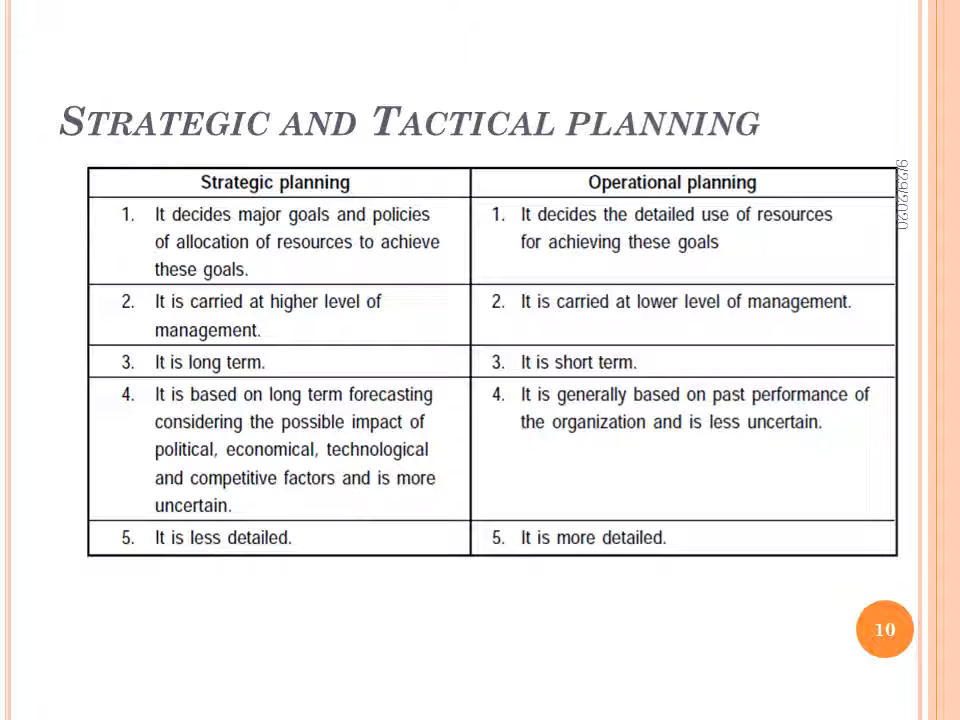 STRATEGIC AND TACTICAL PLANNING
9/29/2020
Strategic planning
Operational planning
1. It decides major goals and policies
of allocation of resources to achieve
these goals.
1. It decides the detailed use of resources
for achieving these goals
2. It is carried at higher level of
management.
2. It is carried at lower level of management.
3. It is long term.
3. It is short term.
4. It is based on long term forecasting
considering the possible impact of
political, economical, technological
and competitive factors and is more
uncertain.
4. It is generally based on past performance of
the organization and is less uncertain.
5. It is less detailed.
5. It is more detailed.
10